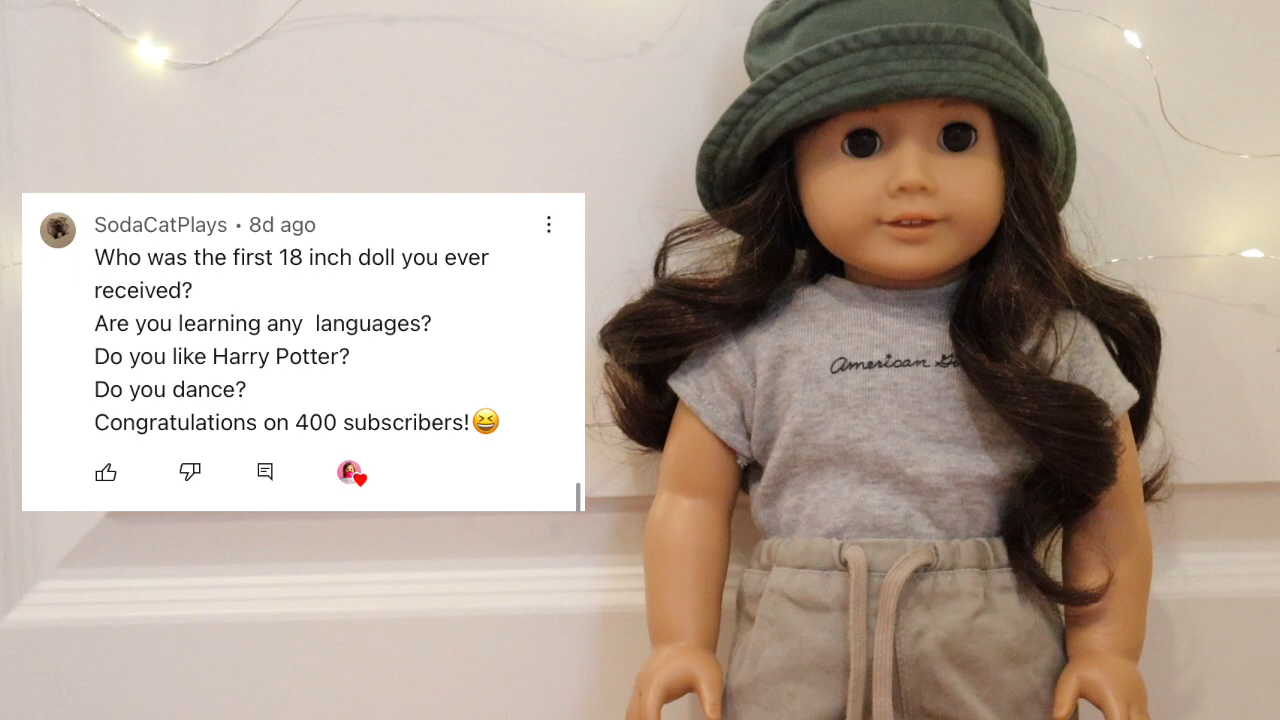 SodaCatPlays • 8d ago
Who was the first 18 inch doll you ever
received?
Are you learning any  languages?
Do you like Harry Potter?
Do you dance?
Congratulations on 400 subscribers!😆
American